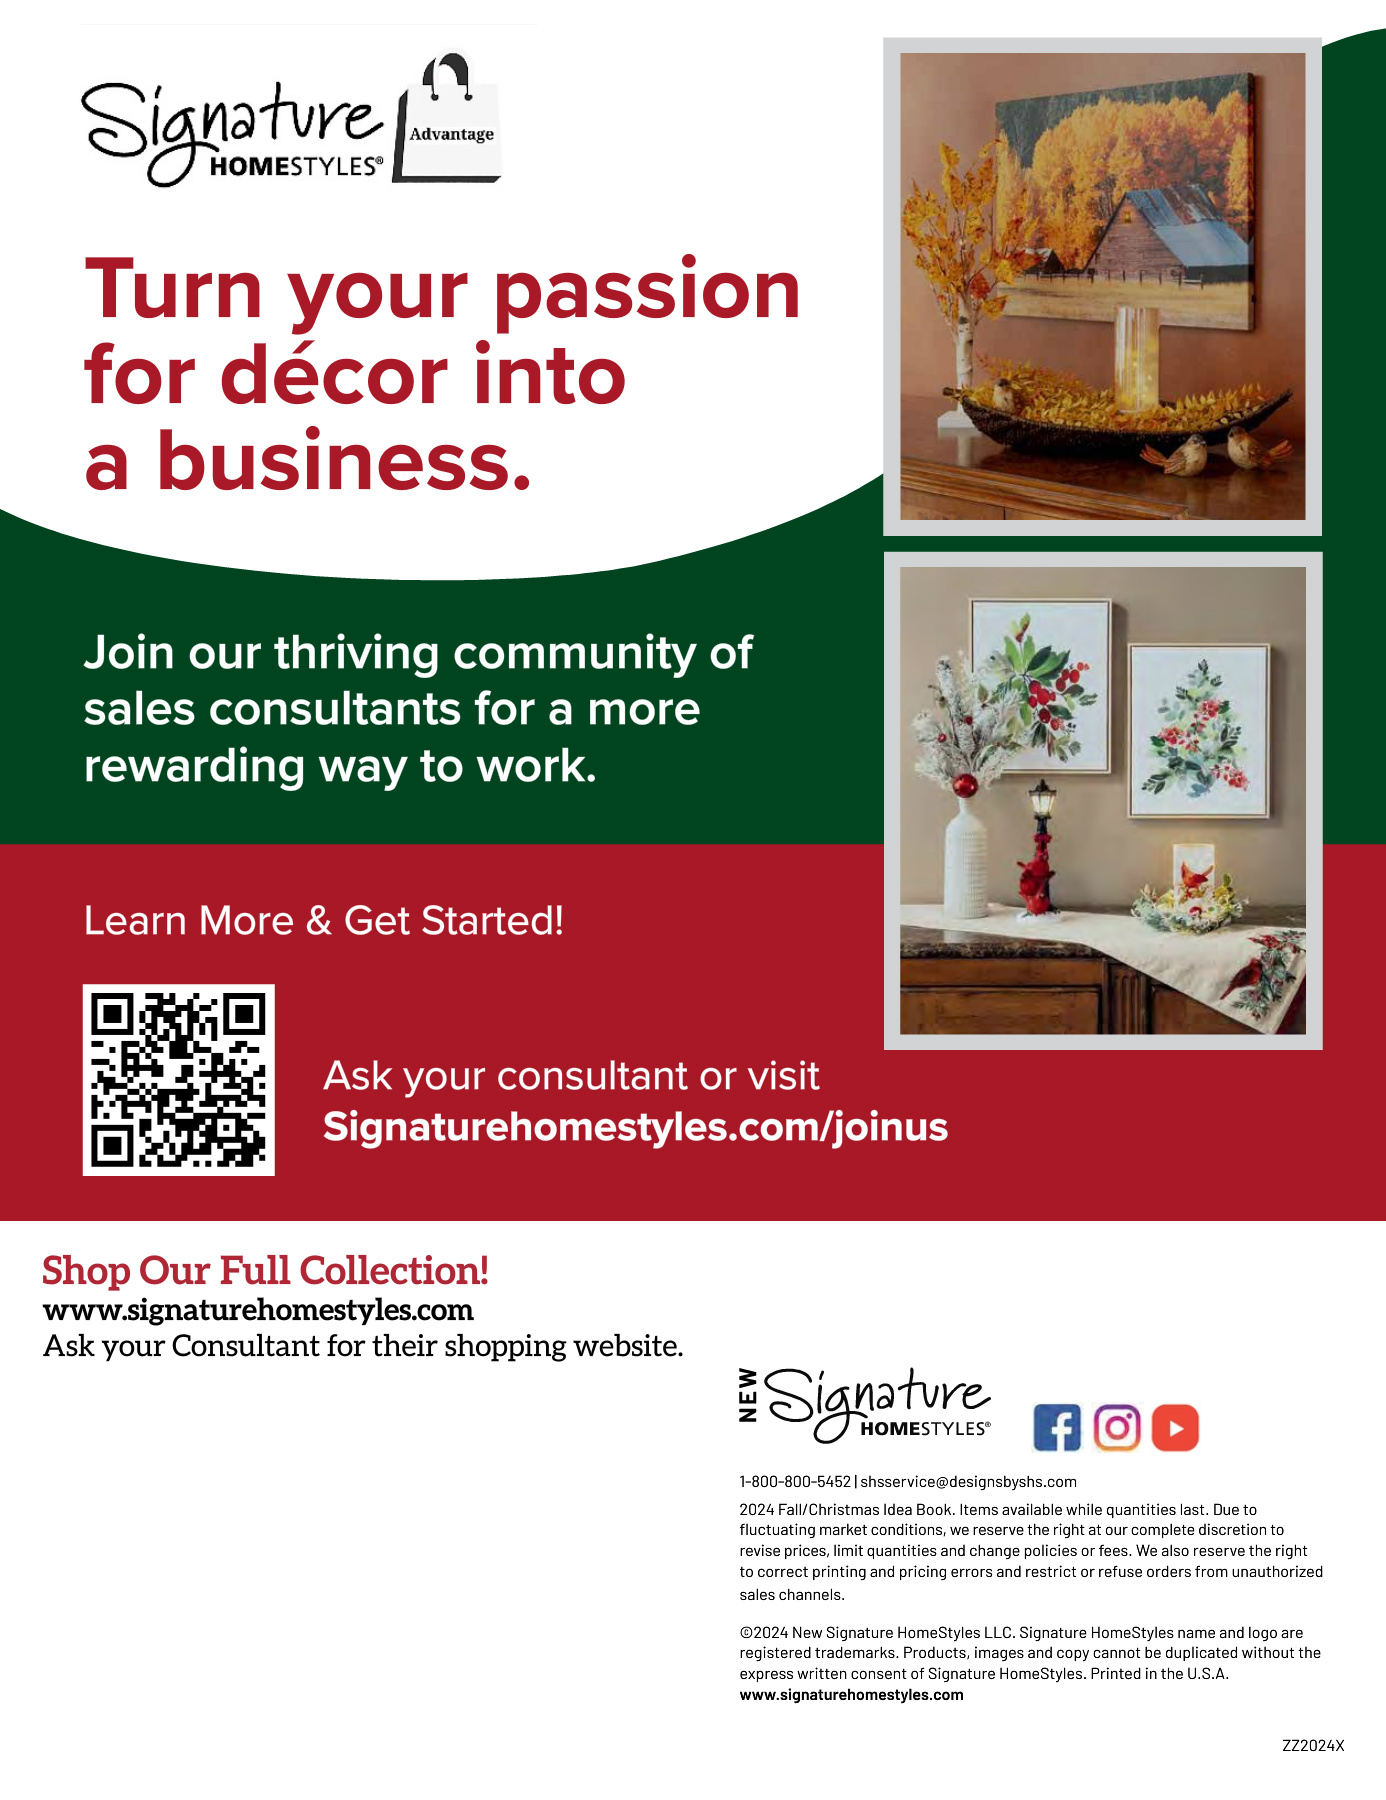 Signature
HOMESTYLES®
Advantage
Turn your passion
for décor into
a business.
Join our thriving community of
sales consultants for a more
rewarding way to work.
Learn More & Get Started!
Ask your consultant or visit
Signaturehomestyles.com/joinus
Shop Our Full Collection!
www.signaturehomestyles.com
Ask your Consultant for their shopping website.
NEW
Signature
HOMESTYLES®
1-800-800-5452 | shsservice@designsbyshs.com
2024 Fall/Christmas Idea Book. Items available while quantities last. Due to
fluctuating market conditions, we reserve the right at our complete discretion to
revise prices, limit quantities and change policies or fees. We also reserve the right
to correct printing and pricing errors and restrict or refuse orders from unauthorized
sales channels.
©2024 New Signature HomeStyles LLC. Signature HomeStyles name and logo are
registered trademarks. Products, images and copy cannot be duplicated without the
express written consent of Signature HomeStyles. Printed in the U.S.A.
www.signaturehomestyles.com
ZZ2024X